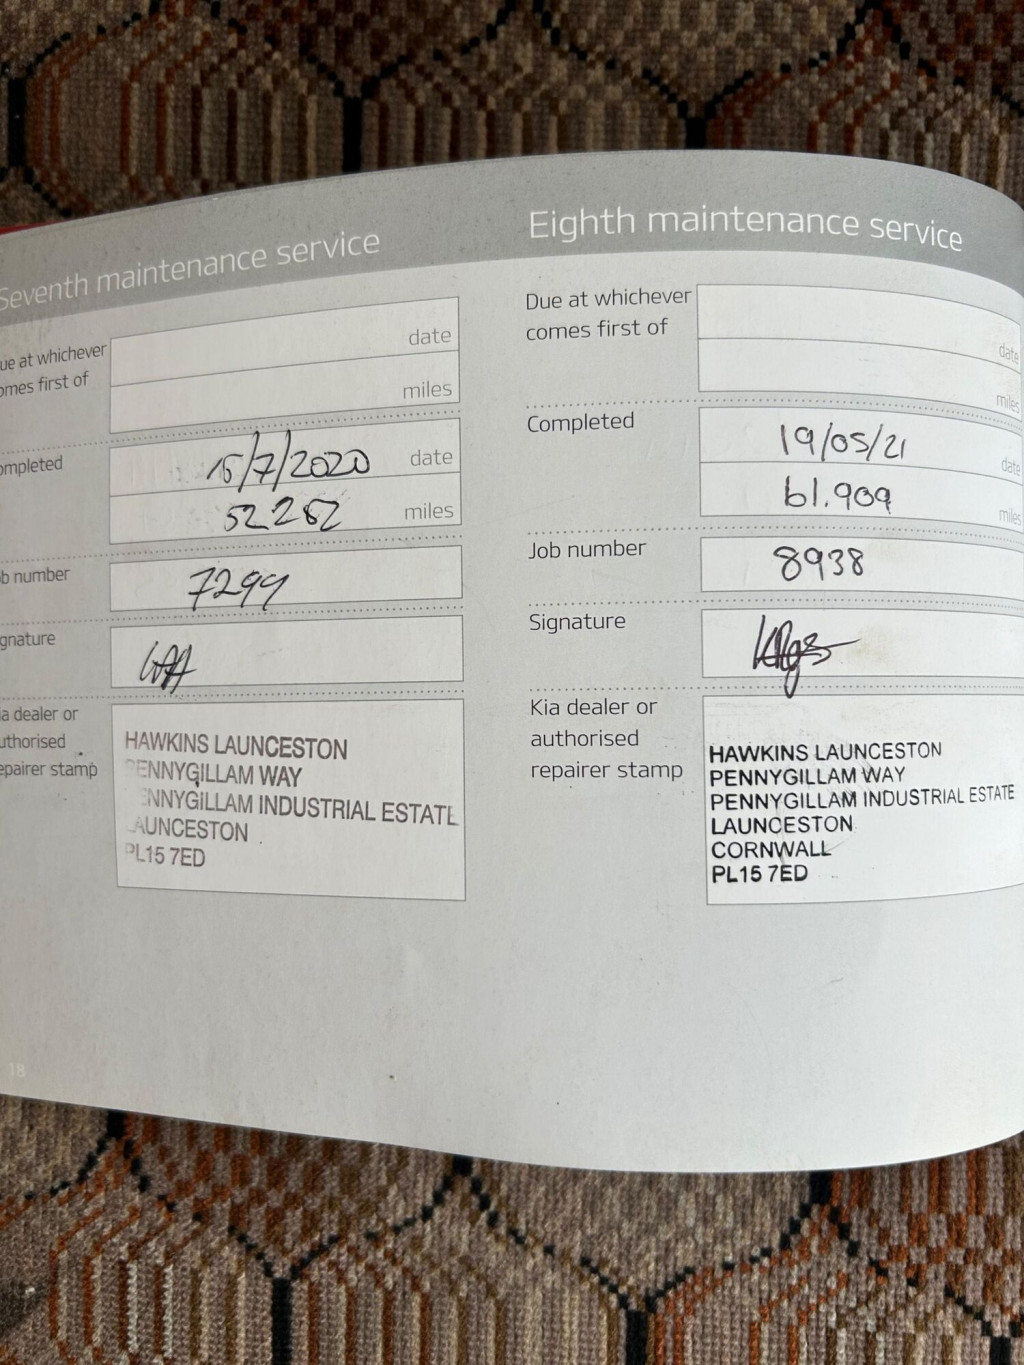 Seventh maintenance service
ue at whichever
omes first of
date
miles
ompleted
15/7/2020 date
52262 miles
b number
7299
gnature
a dealer or
uthorised
epairer stamp
HAWKINS LAUNCESTON
PENNYGILLAM WAY
ENNYGILLAM INDUSTRIAL ESTATE
LAUNCESTON
PL15 7ED
18
Eighth maintenance service
Due at whichever
comes first of
date
miles
Completed
19/05/21 date
61.909 miles
Job number
8938
Signature
Kia dealer or
authorised
repairer stamp
HAWKINS LAUNCESTON
PENNYGILLAM WAY
PENNYGILLAM INDUSTRIAL ESTATE
LAUNCESTON
CORNWALL
PL15 7ED